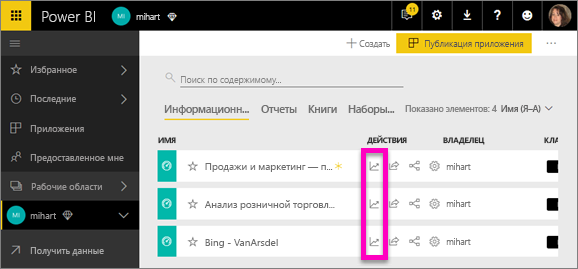 Power BI
MI
mihart
11
?
Создать
Публикация приложения
...
Избранное
Последние
Приложения
Предоставленное мне
Рабочие области
MI
mihart
Получить данные
Поиск по содержимому...
Информационн...
Отчеты
Книги
Наборы...
Показано элементов: 4
Имя (Я–А)
ИМЯ
ДЕЙСТВИЯ
ВЛАДЕЛЕЦ
КЛА
Продажи и маркетинг — п...
mihart
Анализ розничной торговл...
mihart
Bing - VanArsdel
mihart